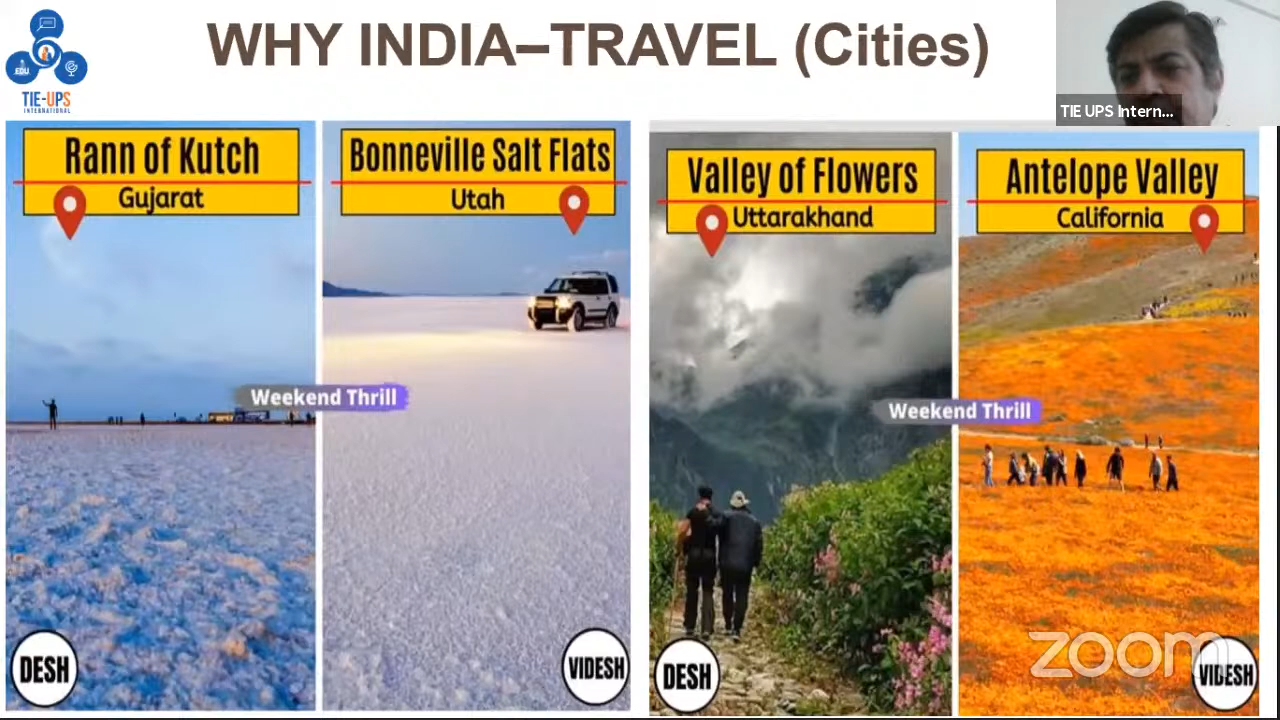 WHY INDIA–TRAVEL (Cities)
EDU
TIE-UPS
INTERNATIONAL
TIE UPS Intern...
Rann of Kutch
Gujarat
Bonneville Salt Flats
Utah
Valley of Flowers
Uttarakhand
Antelope Valley
California
Weekend Thrill
Weekend Thrill
DESH
VIDESH
DESH
VIDESH
zoom